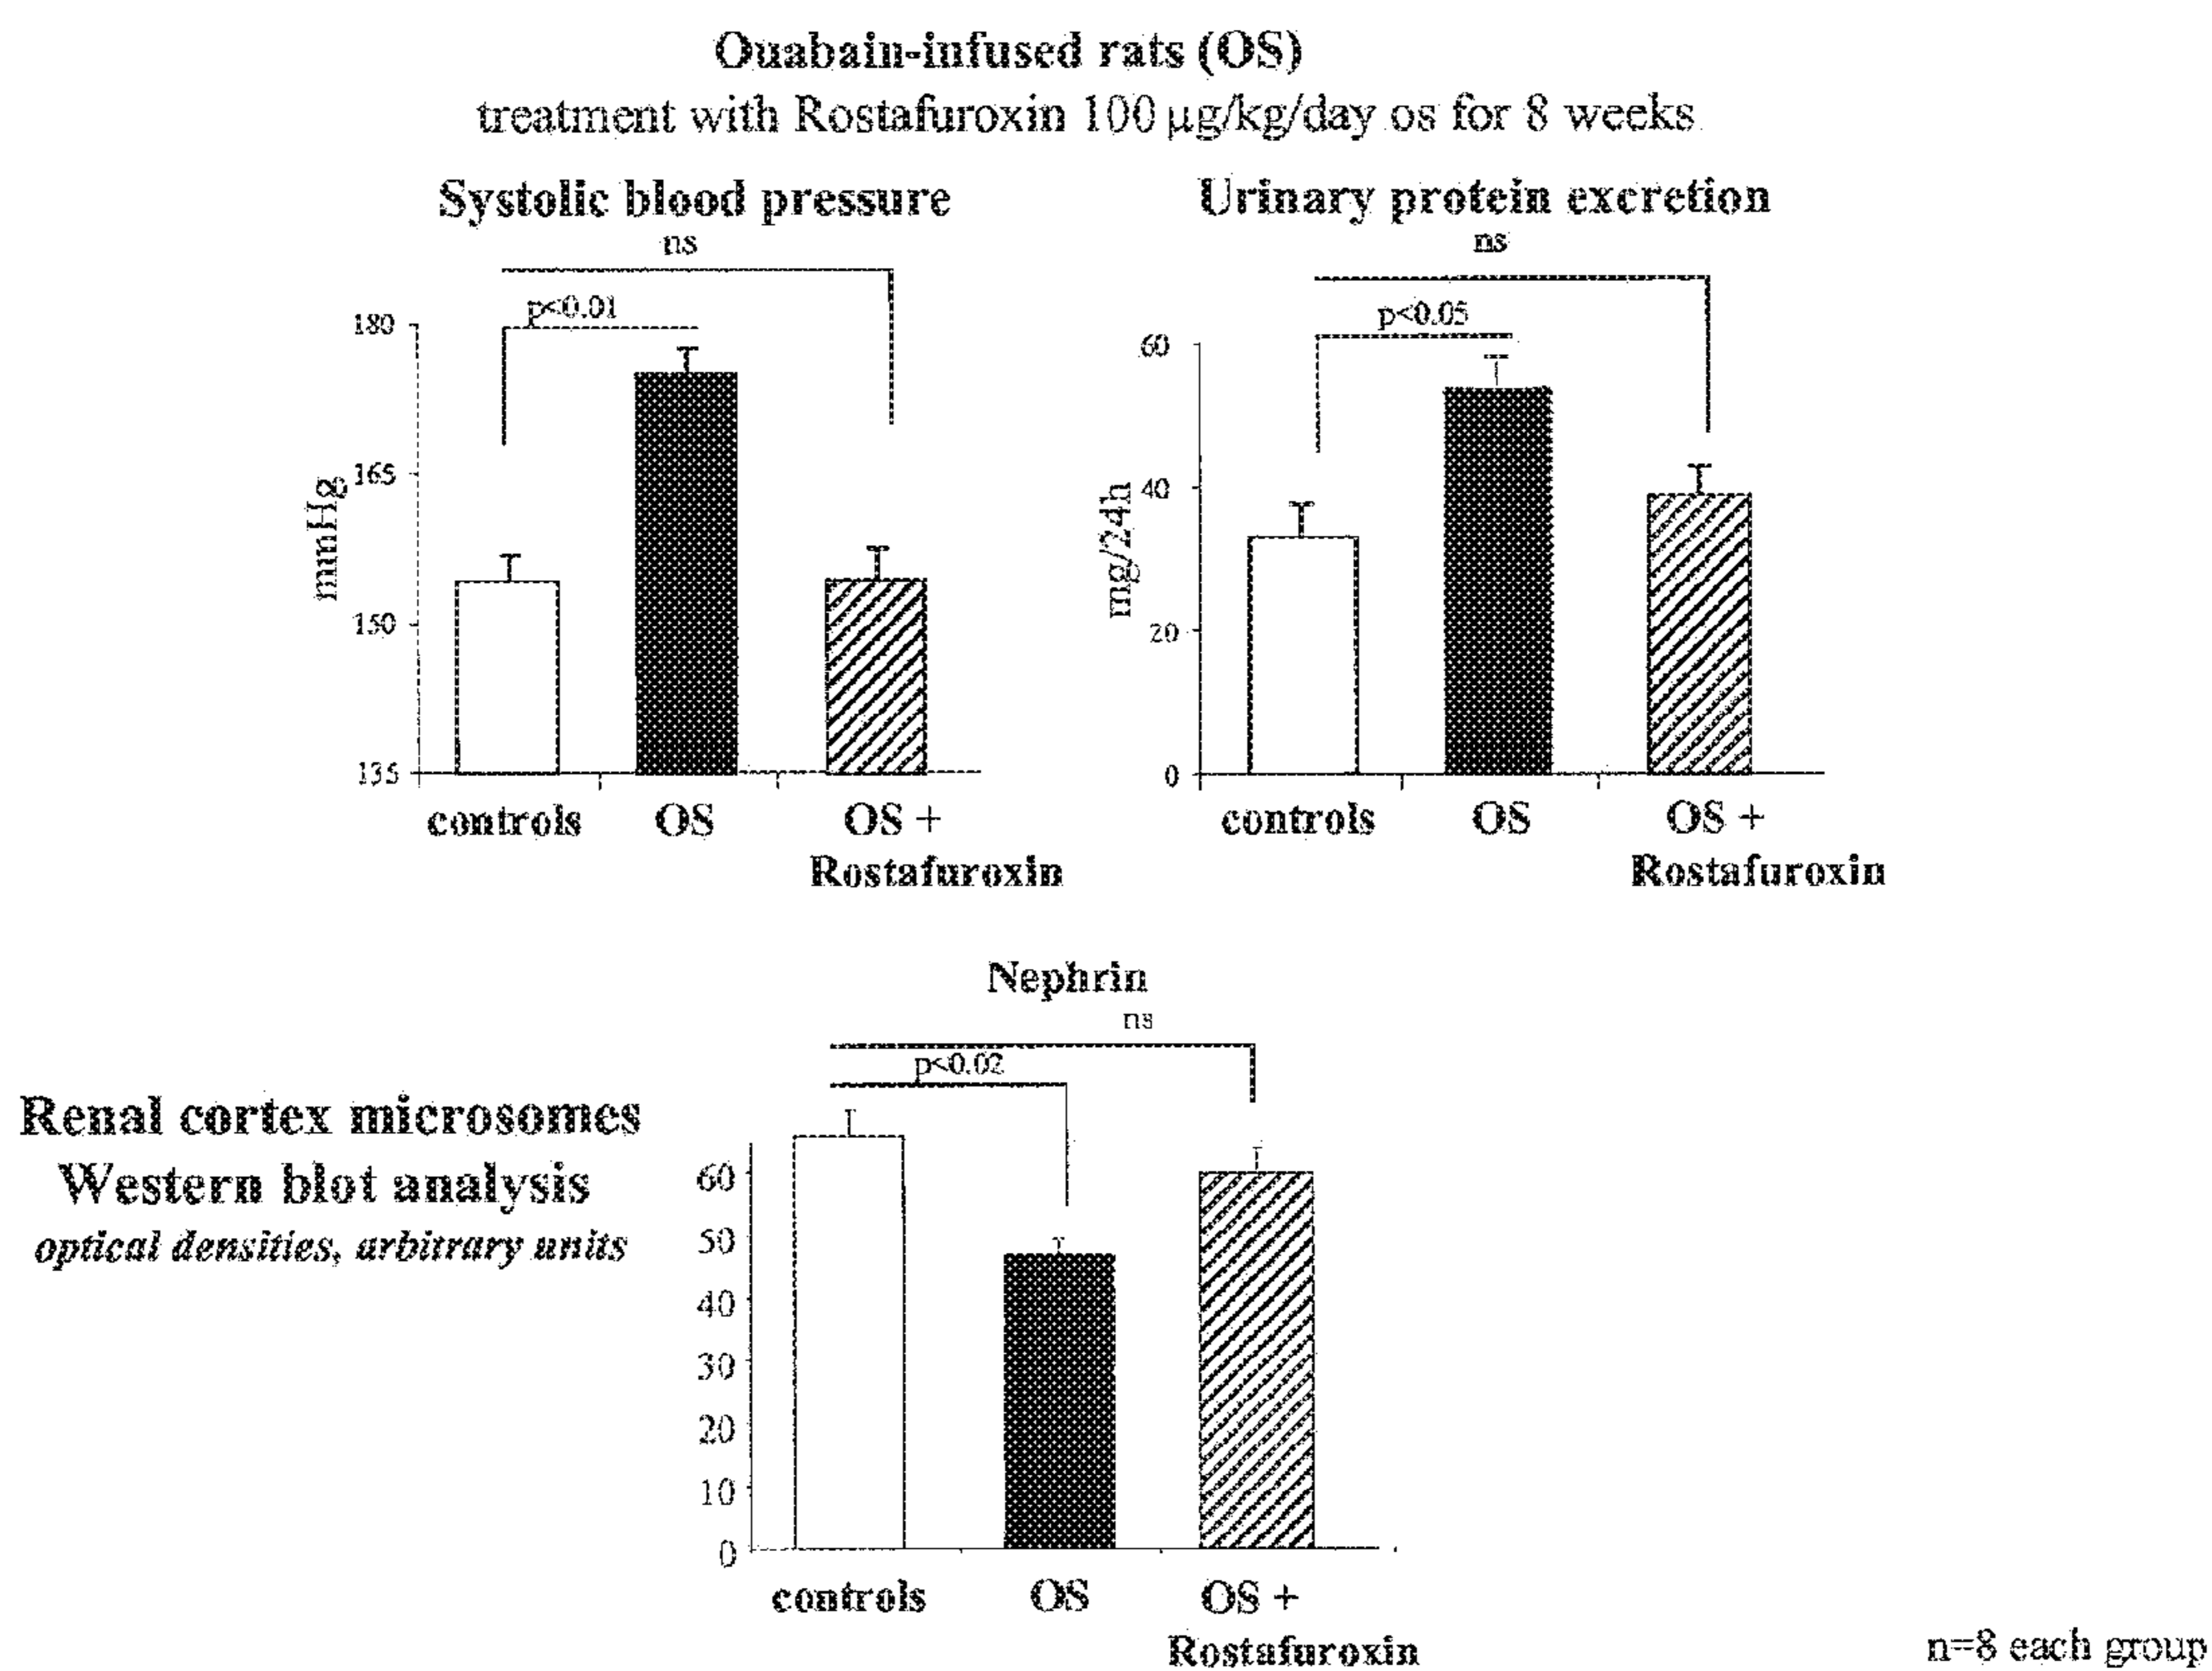 Ouabain-infused rats (OS)
treatment with Rostafuroxin 100 µg/kg/day os for 8 weeks
Systolic blood pressure
ns
p<0.01
180
165
150
135
mmHg
controls
OS
OS +
Rostafuroxin
Urinary protein excretion
ns
p<0.05
60
40
20
0
mg/24h
controls
OS
OS +
Rostafuroxin
Nephrin
ns
p<0.02
Renal cortex microsomes
Western blot analysis
optical densities, arbitrary units
60
50
40
30
20
10
0
controls
OS
OS +
Rostafuroxin
n=8 each group